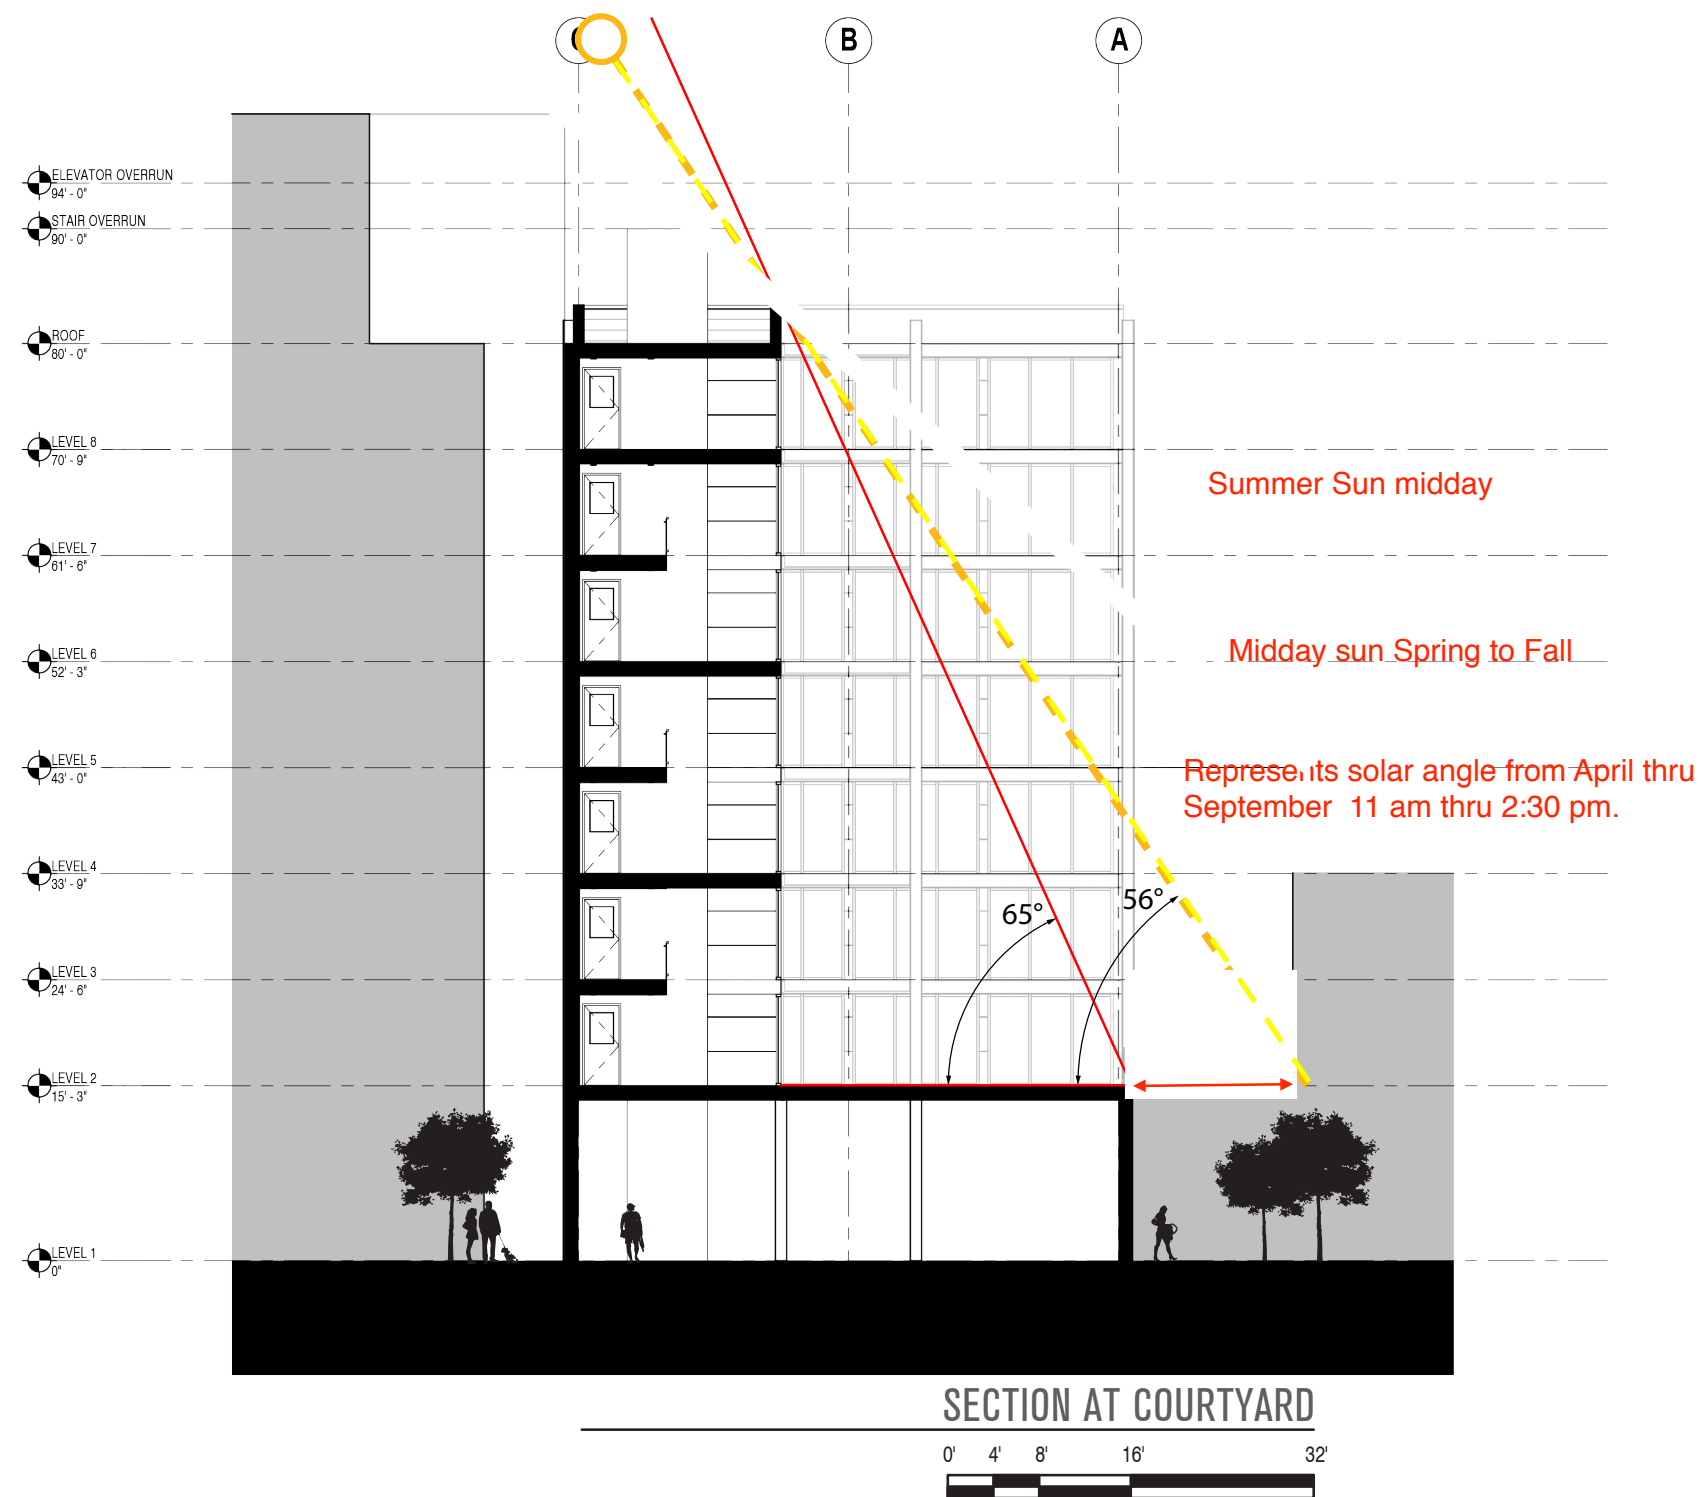 B
A
ELEVATOR OVERRUN
94' - 0"
STAIR OVERRUN
90' - 0"
ROOF
80' - 0"
LEVEL 8
70' - 9"
Summer Sun midday
LEVEL 7
61' - 6"
LEVEL 6
52' - 3"
Midday sun Spring to Fall
LEVEL 5
43' - 0"
Represents solar angle from April thru
September 11 am thru 2:30 pm.
LEVEL 4
33' - 9"
65°
56°
LEVEL 3
24' - 6"
LEVEL 2
15' - 3"
LEVEL 1
0"
SECTION AT COURTYARD
0' 4' 8' 16' 32'